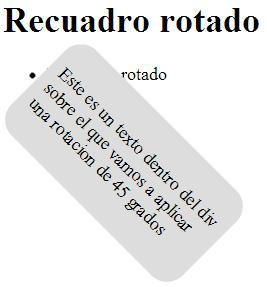 Recuadro rotado
rotado
Este es un texto dentro del div
sobre el que vamos a aplicar
una rotacion de 45 grados